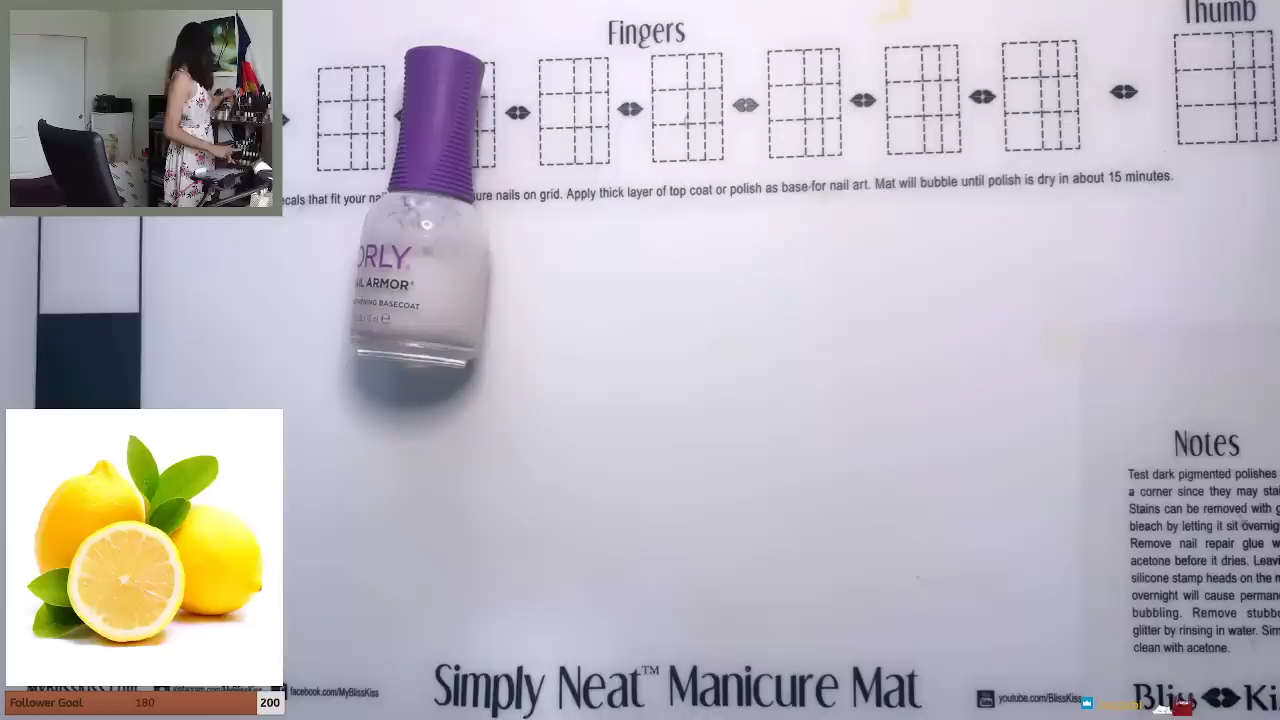 Fingers
Thumb
ecals that fit your
ure nails on grid. Apply thick layer of top coat or polish as base for nail art. Mat will bubble until polish is dry in about 15 minutes.
ORLY
AIL ARMOR
BASECOAT
Notes
Test dark pigmented polishes
a corner since they may stai
Stains can be removed with g
bleach by letting it sit overnig
Remove nail repair glue w
acetone before it dries. Leavi
silicone stamp heads on the m
overnight will cause perman
bubbling. Remove stubbo
glitter by rinsing in water. Sim
clean with acetone.
Simply Neat™ Manicure Mat
facebook.com/MyBlissKiss
youtube.com/BlissKiss
Bliss Ki
Follower Goal 180 200